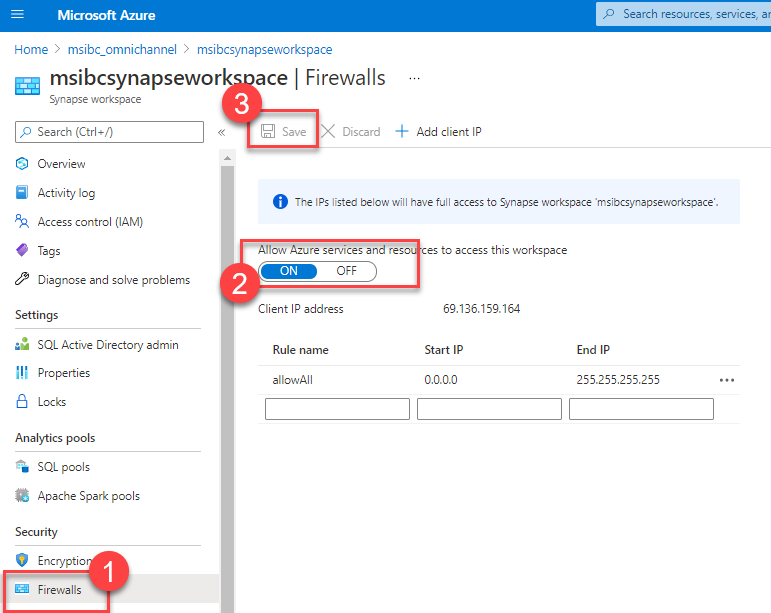 Microsoft Azure
Search resources, services, an
Home > msibc_omnichannel > msibcsynapseworkspace
msibcsynapseworkspace | Firewalls ...
Synapse workspace
3
Search (Ctrl+/)
«
Save
Discard
Add client IP
Overview
Activity log
Access control (IAM)
Tags
Diagnose and solve problems
Settings
SQL Active Directory admin
Properties
Locks
Analytics pools
SQL pools
Apache Spark pools
Security
Encryption
1
Firewalls
The IPs listed below will have full access to Synapse workspace 'msibcsynapseworkspace'.
Allow Azure services and resources to access this workspace
2
ON OFF
Client IP address 69.136.159.164
Rule name Start IP End IP
allowAll 0.0.0.0 255.255.255.255